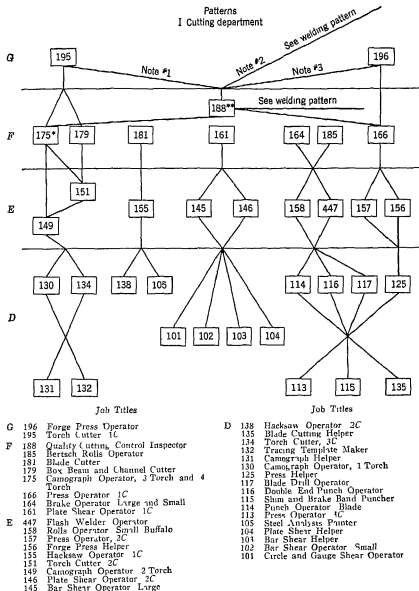 Patterns
I Cutting department
See welding pattern
G
195
196
Note #1
Note #2
Note #3
188**
See welding pattern
F
175*
179
181
161
164
185
166
151
E
149
155
145
146
158
447
157
156
130
134
138
105
114
116
117
125
D
101
102
103
104
131
132
113
115
135
Job Titles
G 196 Forge Press Operator
195 Torch Cutter 1C
F 188 Quality Cutting, Control Inspector
185 Bertsch Rolls Operator
181 Blade Cutter
179 Box Beam and Channel Cutter
175 Camograph Operator, 3 Torch and 4
Torch
166 Press Operator 1C
164 Brake Operator Large and Small
161 Plate Shear Operator 1C
E 447 Flash Welder Operator
158 Rolls Operator Small Buffalo
157 Press Operator, 2C
156 Forge Press Helper
155 Hacksaw Operator 1C
151 Torch Cutter 2C
149 Camograph Operator 2 Torch
146 Plate Shear Operator 2C
145 Bar Shear Operator Large
Job Titles
D 138 Hacksaw Operator 2C
135 Blade Cutting Helper
134 Torch Cutter, 3C
132 Tracing Template Maker
131 Camograph Helper
130 Camograph Operator, 1 Torch
125 Press Helper
117 Blade Drill Operator
116 Double End Punch Operator
115 Shim and Brake Band Puncher
114 Punch Operator Blade
113 Press Operator 3C
105 Steel Analysis Painter
104 Plate Shear Helper
103 Bar Shear Helper
102 Bar Shear Operator Small
101 Circle and Gauge Shear Operator